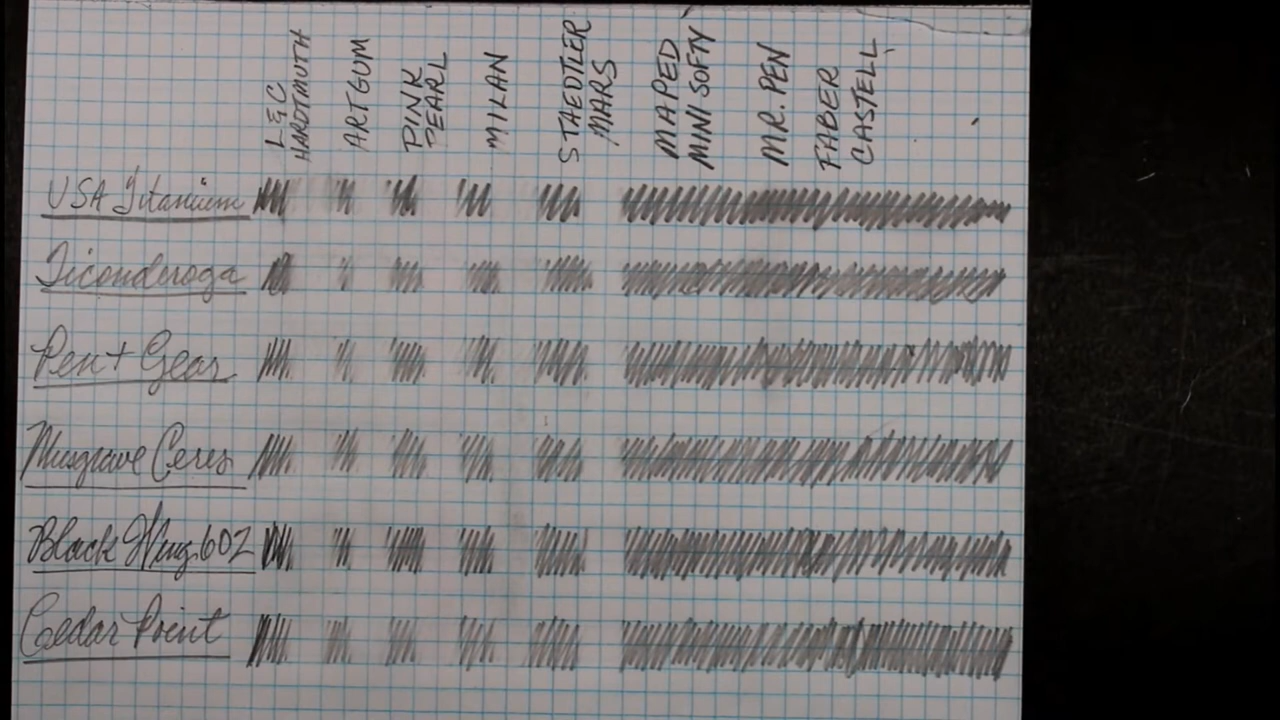 L & C
HARDTMUTH
ARTGUM
PINK
PEARL
MILAN
STAEDTLER
MARS
MAPED
MINI SOFTY
MR. PEN
FABER
CASTELL
USA Titanium
Ticonderoga
Pen + Gear
Musgrave Ceres
Black Wing 602
Cedar Point